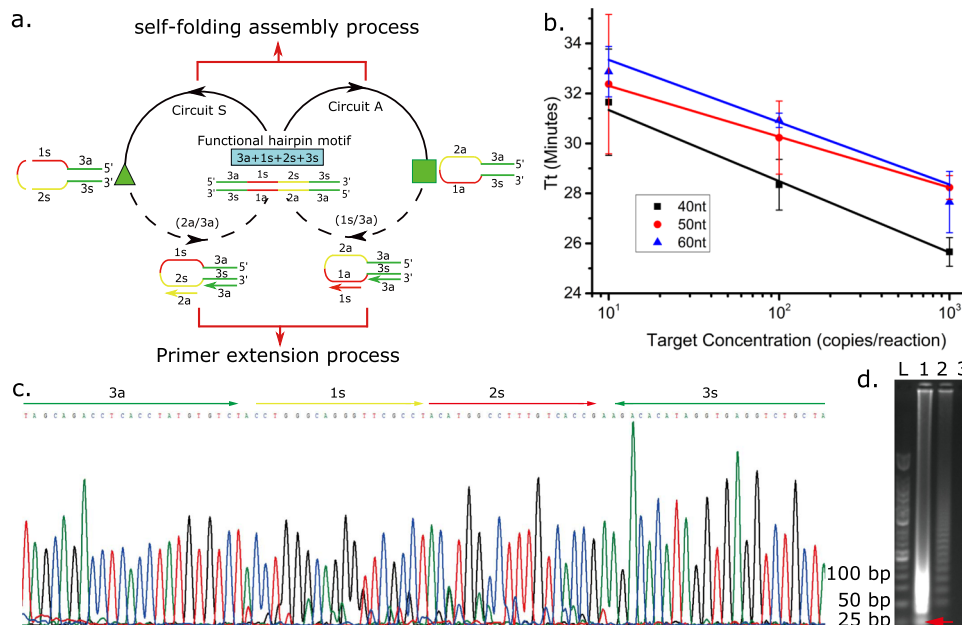 a.
self-folding assembly process
Circuit S
Circuit A
Functional hairpin motif
3a+1s+2s+3s
5' 3a 1s 2s 3s 3'
3' 3s 1a 2a 3a 5'
1s
3a 5'
3s 3'
2s
2a
3a 5'
3s 3'
1a
(2a/3a)
(1s/3a)
1s
3a 5'
3s
2s 3'
3a
2a
2a
3a 5'
3s
1a 3'
3a
1s
Primer extension process
b.
Tt (Minutes)
34
32
30
28
26
24
40nt
50nt
60nt
10¹
10²
10³
Target Concentration (copies/reaction)
c.
3a
1s
2s
3s
TAGCAGACCTCACCTATGTGTCTACCTGGGCAGGGTTCGCCTACATGGCCTTTGTCACCGAAGACACATAGGTGAGGTCTGCTA
d.
L 1 2 3
100 bp
50 bp
25 bp